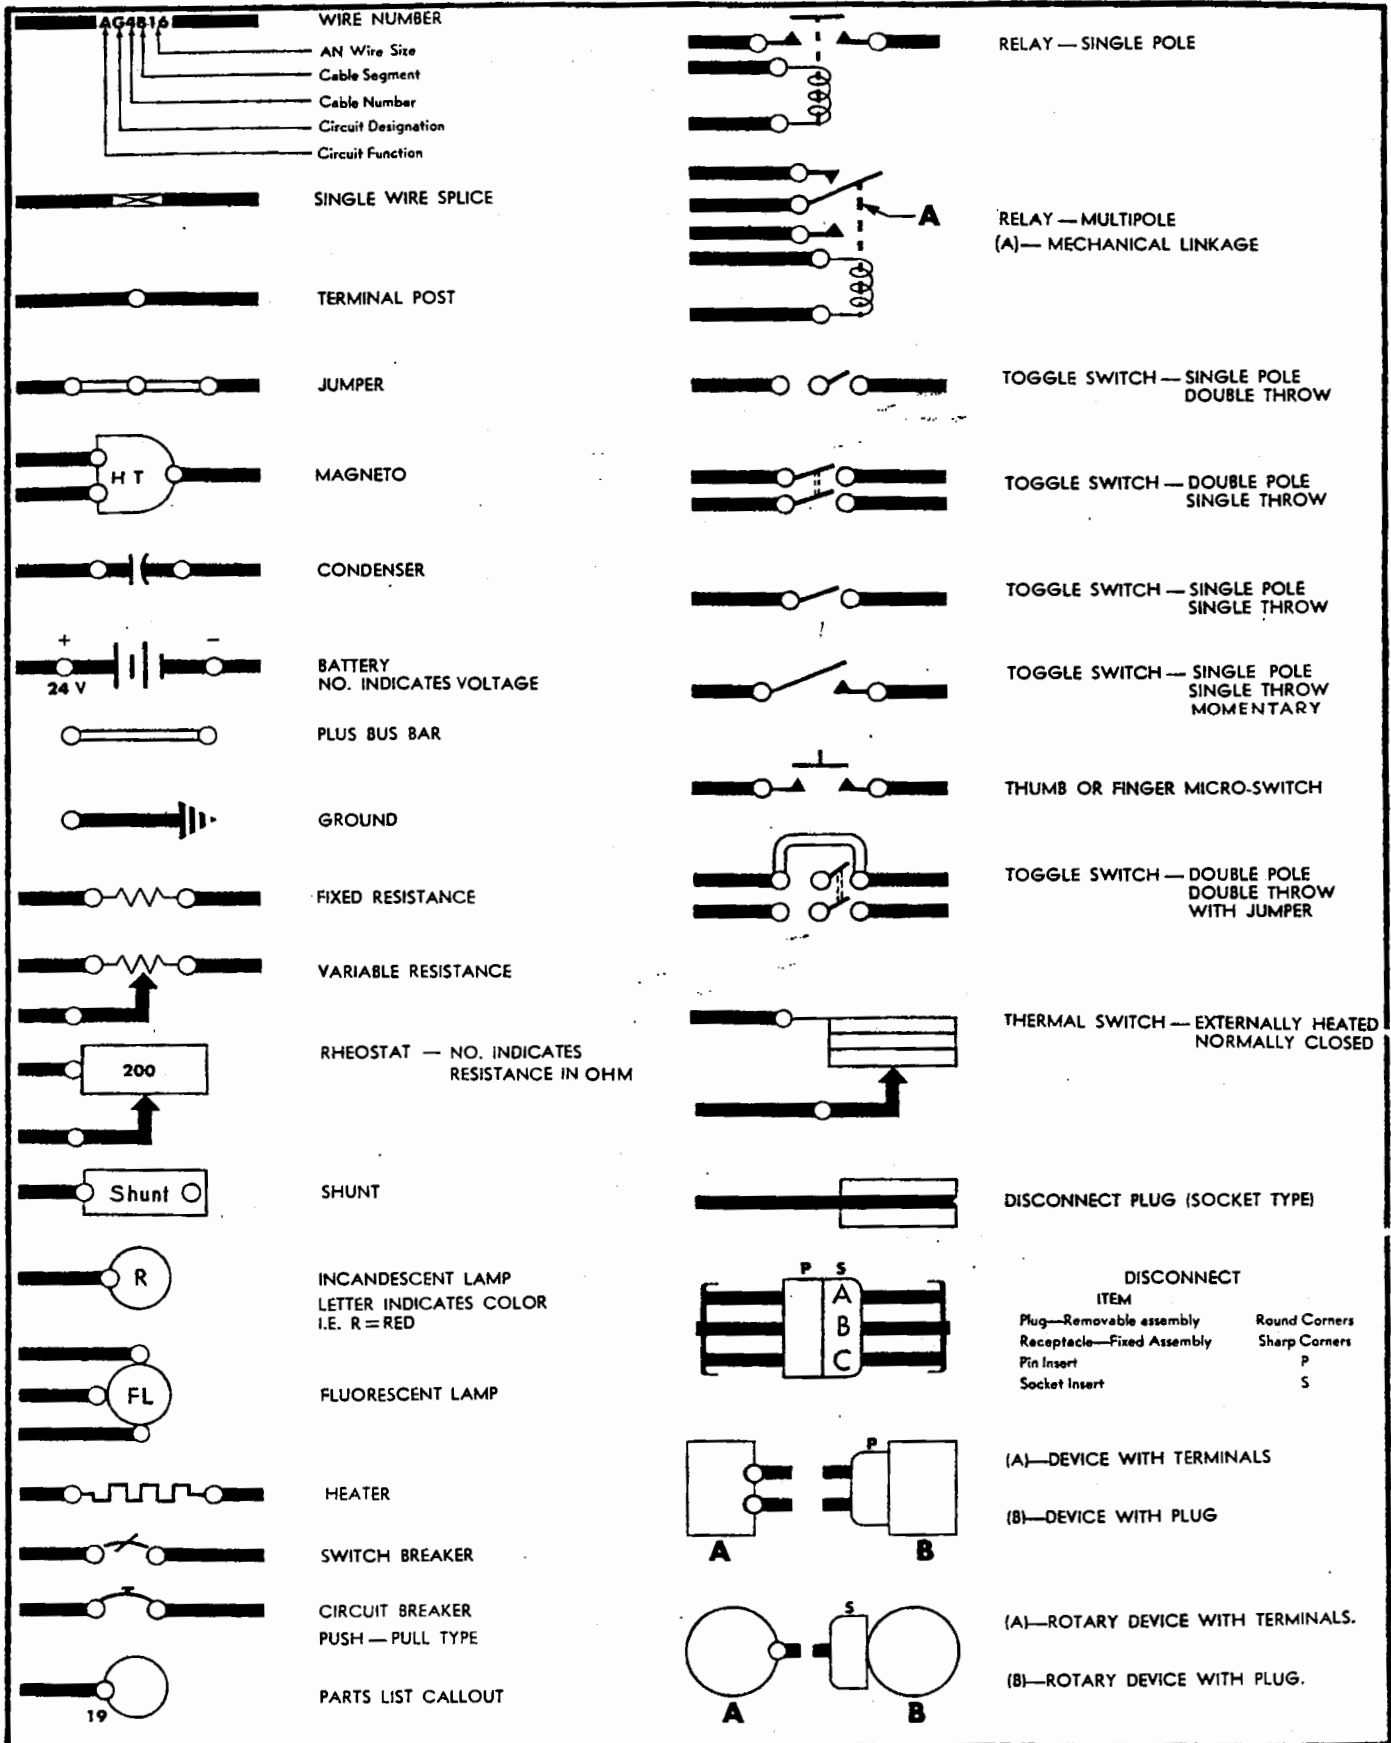 AG4B16
WIRE NUMBER
AN Wire Size
Cable Segment
Cable Number
Circuit Designation
Circuit Function
SINGLE WIRE SPLICE
TERMINAL POST
JUMPER
H T
MAGNETO
CONDENSER
+ −
24 V
BATTERY
NO. INDICATES VOLTAGE
PLUS BUS BAR
GROUND
FIXED RESISTANCE
VARIABLE RESISTANCE
200
RHEOSTAT — NO. INDICATES
RESISTANCE IN OHM
Shunt
SHUNT
R
INCANDESCENT LAMP
LETTER INDICATES COLOR
I.E. R=RED
FL
FLUORESCENT LAMP
HEATER
SWITCH BREAKER
CIRCUIT BREAKER
PUSH — PULL TYPE
19
PARTS LIST CALLOUT
RELAY — SINGLE POLE
A
RELAY — MULTIPOLE
(A)— MECHANICAL LINKAGE
TOGGLE SWITCH — SINGLE POLE
DOUBLE THROW
TOGGLE SWITCH — DOUBLE POLE
SINGLE THROW
TOGGLE SWITCH — SINGLE POLE
SINGLE THROW
TOGGLE SWITCH — SINGLE POLE
SINGLE THROW
MOMENTARY
THUMB OR FINGER MICRO-SWITCH
TOGGLE SWITCH — DOUBLE POLE
DOUBLE THROW
WITH JUMPER
THERMAL SWITCH — EXTERNALLY HEATED
NORMALLY CLOSED
DISCONNECT PLUG (SOCKET TYPE)
P S
A
B
C
DISCONNECT
ITEM
Plug—Removable assembly Round Corners
Receptacle—Fixed Assembly Sharp Corners
Pin Insert P
Socket Insert S
P
A B
(A)—DEVICE WITH TERMINALS
(B)—DEVICE WITH PLUG
S
A B
(A)—ROTARY DEVICE WITH TERMINALS.
(B)—ROTARY DEVICE WITH PLUG.